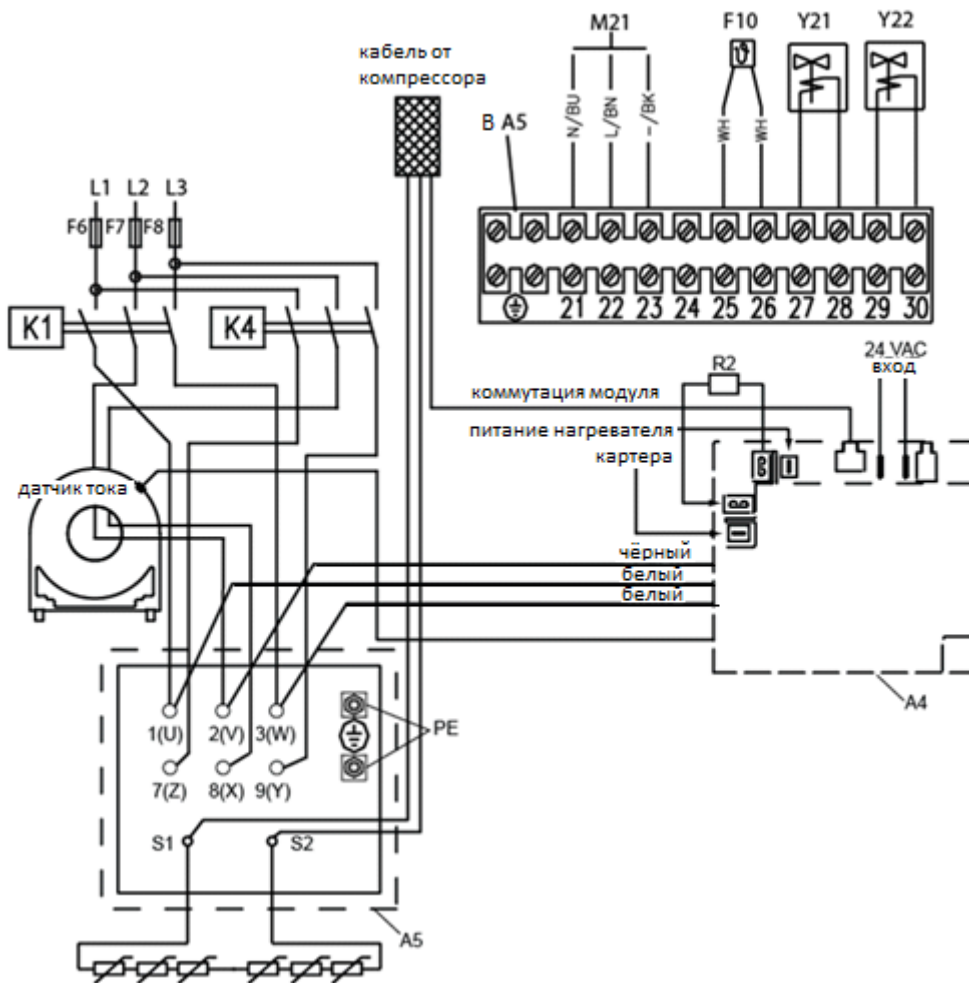 M21
F10
Y21
Y22
кабель от
компрессора
N/BU
L/BN
-/BK
WH
WH
В A5
L1
L2
L3
F6
F7
F8
K1
K4
21
22
23
24
25
26
27
28
29
30
24 VAC
вход
R2
коммутация модуля
питание нагревателя
картера
датчик тока
чёрный
белый
белый
A4
1(U)
2(V)
3(W)
PE
7(Z)
8(X)
9(Y)
S1
S2
A5